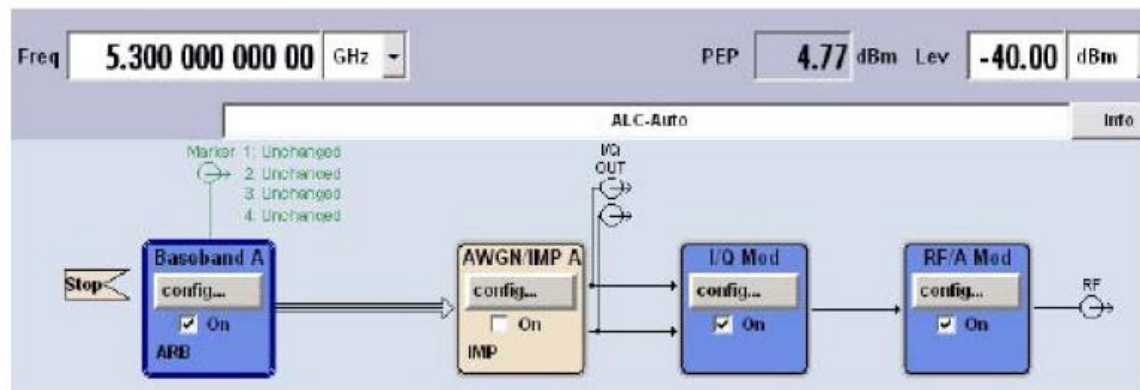 Freq 5.300 000 000 00 GHz PEP 4.77 dBm Lev -40.00 dBm
ALC-Auto Info
Marker 1: Unchanged
2: Unchanged
3: Unchanged
4: Unchanged
I/Q
OUT
Baseband A AWGN/IMP A I/Q Mod RF/A Mod
Stop config... config... config... config... RF
On On On On
ARB IMP